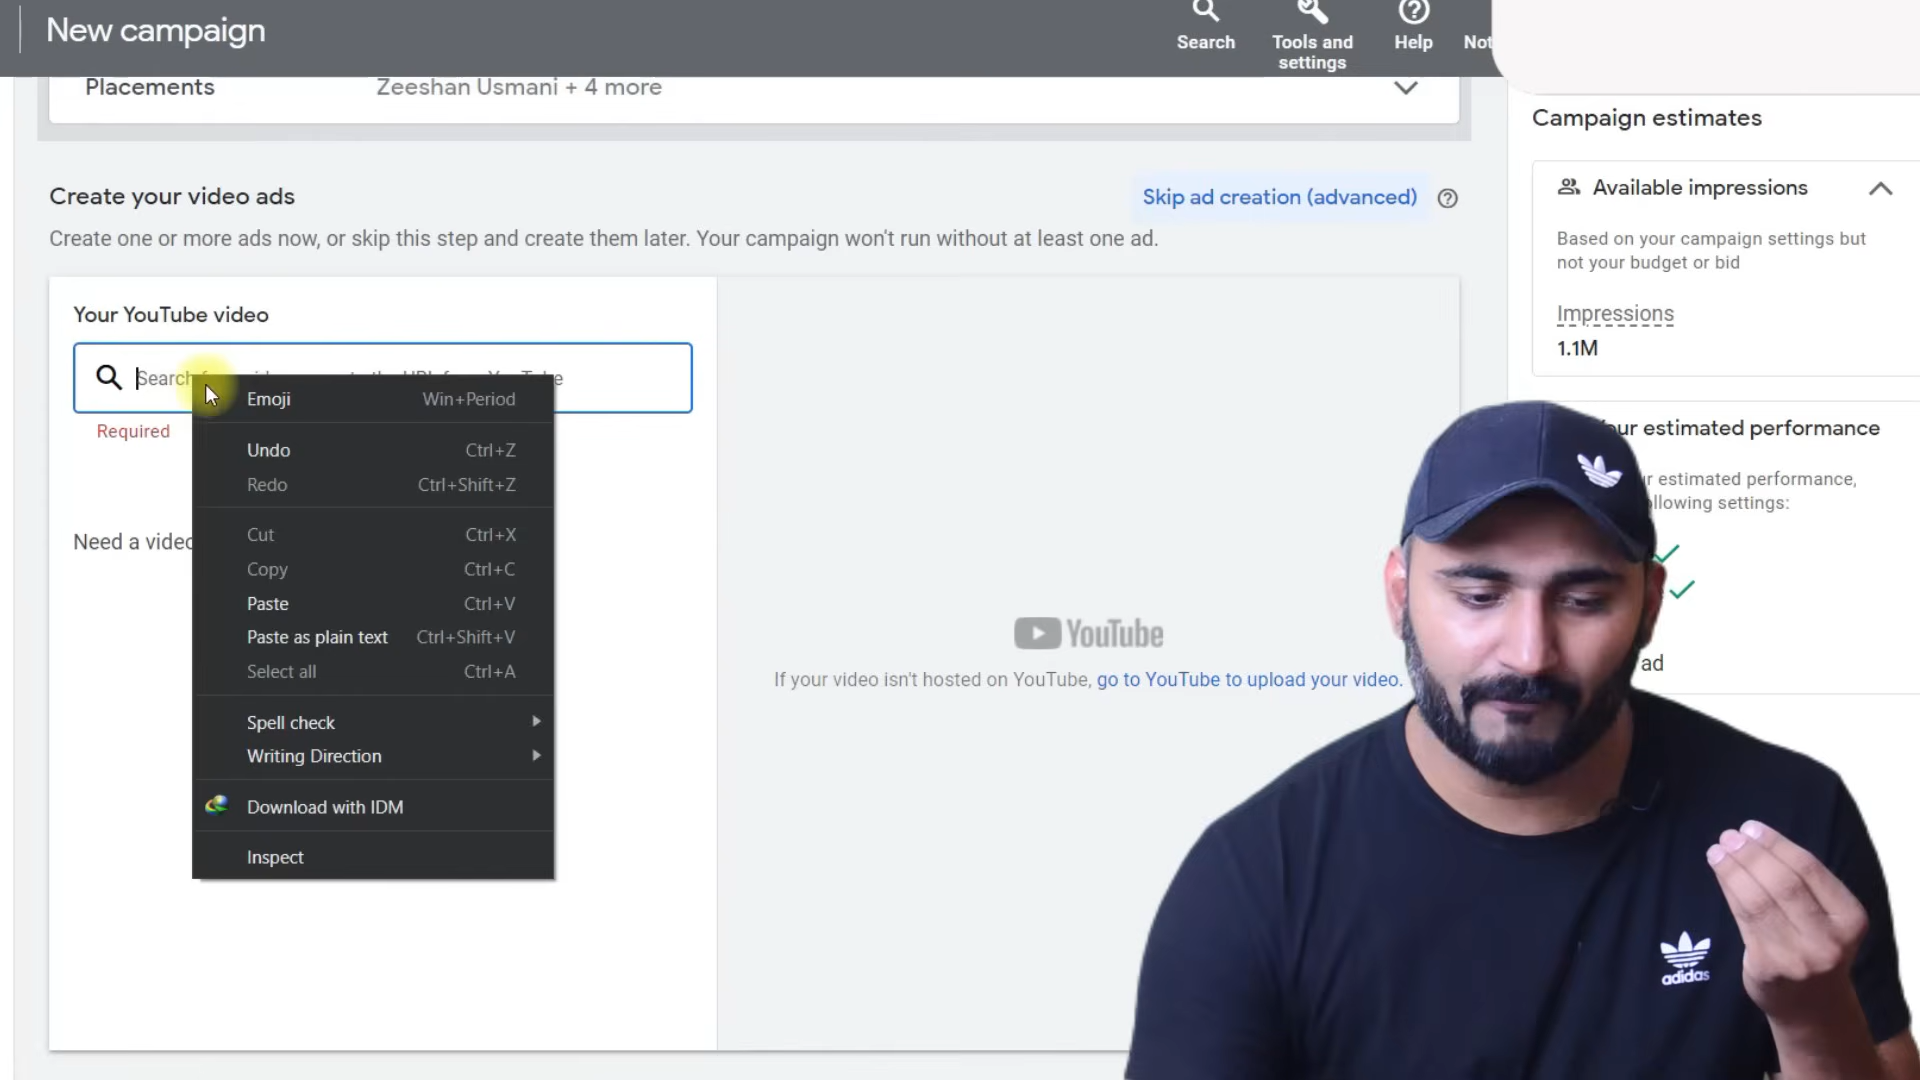 New campaign
Search
Tools and settings
Help
Not
Placements
Zeeshan Usmani + 4 more
Campaign estimates
Create your video ads
Skip ad creation (advanced)
Create one or more ads now, or skip this step and create them later. Your campaign won't run without at least one ad.
Available impressions
Based on your campaign settings but
not your budget or bid
Impressions
1.1M
Your YouTube video
Search
Required
Need a video
Emoji Win+Period
Undo Ctrl+Z
Redo Ctrl+Shift+Z
Cut Ctrl+X
Copy Ctrl+C
Paste Ctrl+V
Paste as plain text Ctrl+Shift+V
Select all Ctrl+A
Spell check
Writing Direction
Download with IDM
Inspect
YouTube
If your video isn't hosted on YouTube, go to YouTube to upload your video.
estimated performance
estimated performance,
settings:
ad
adidas